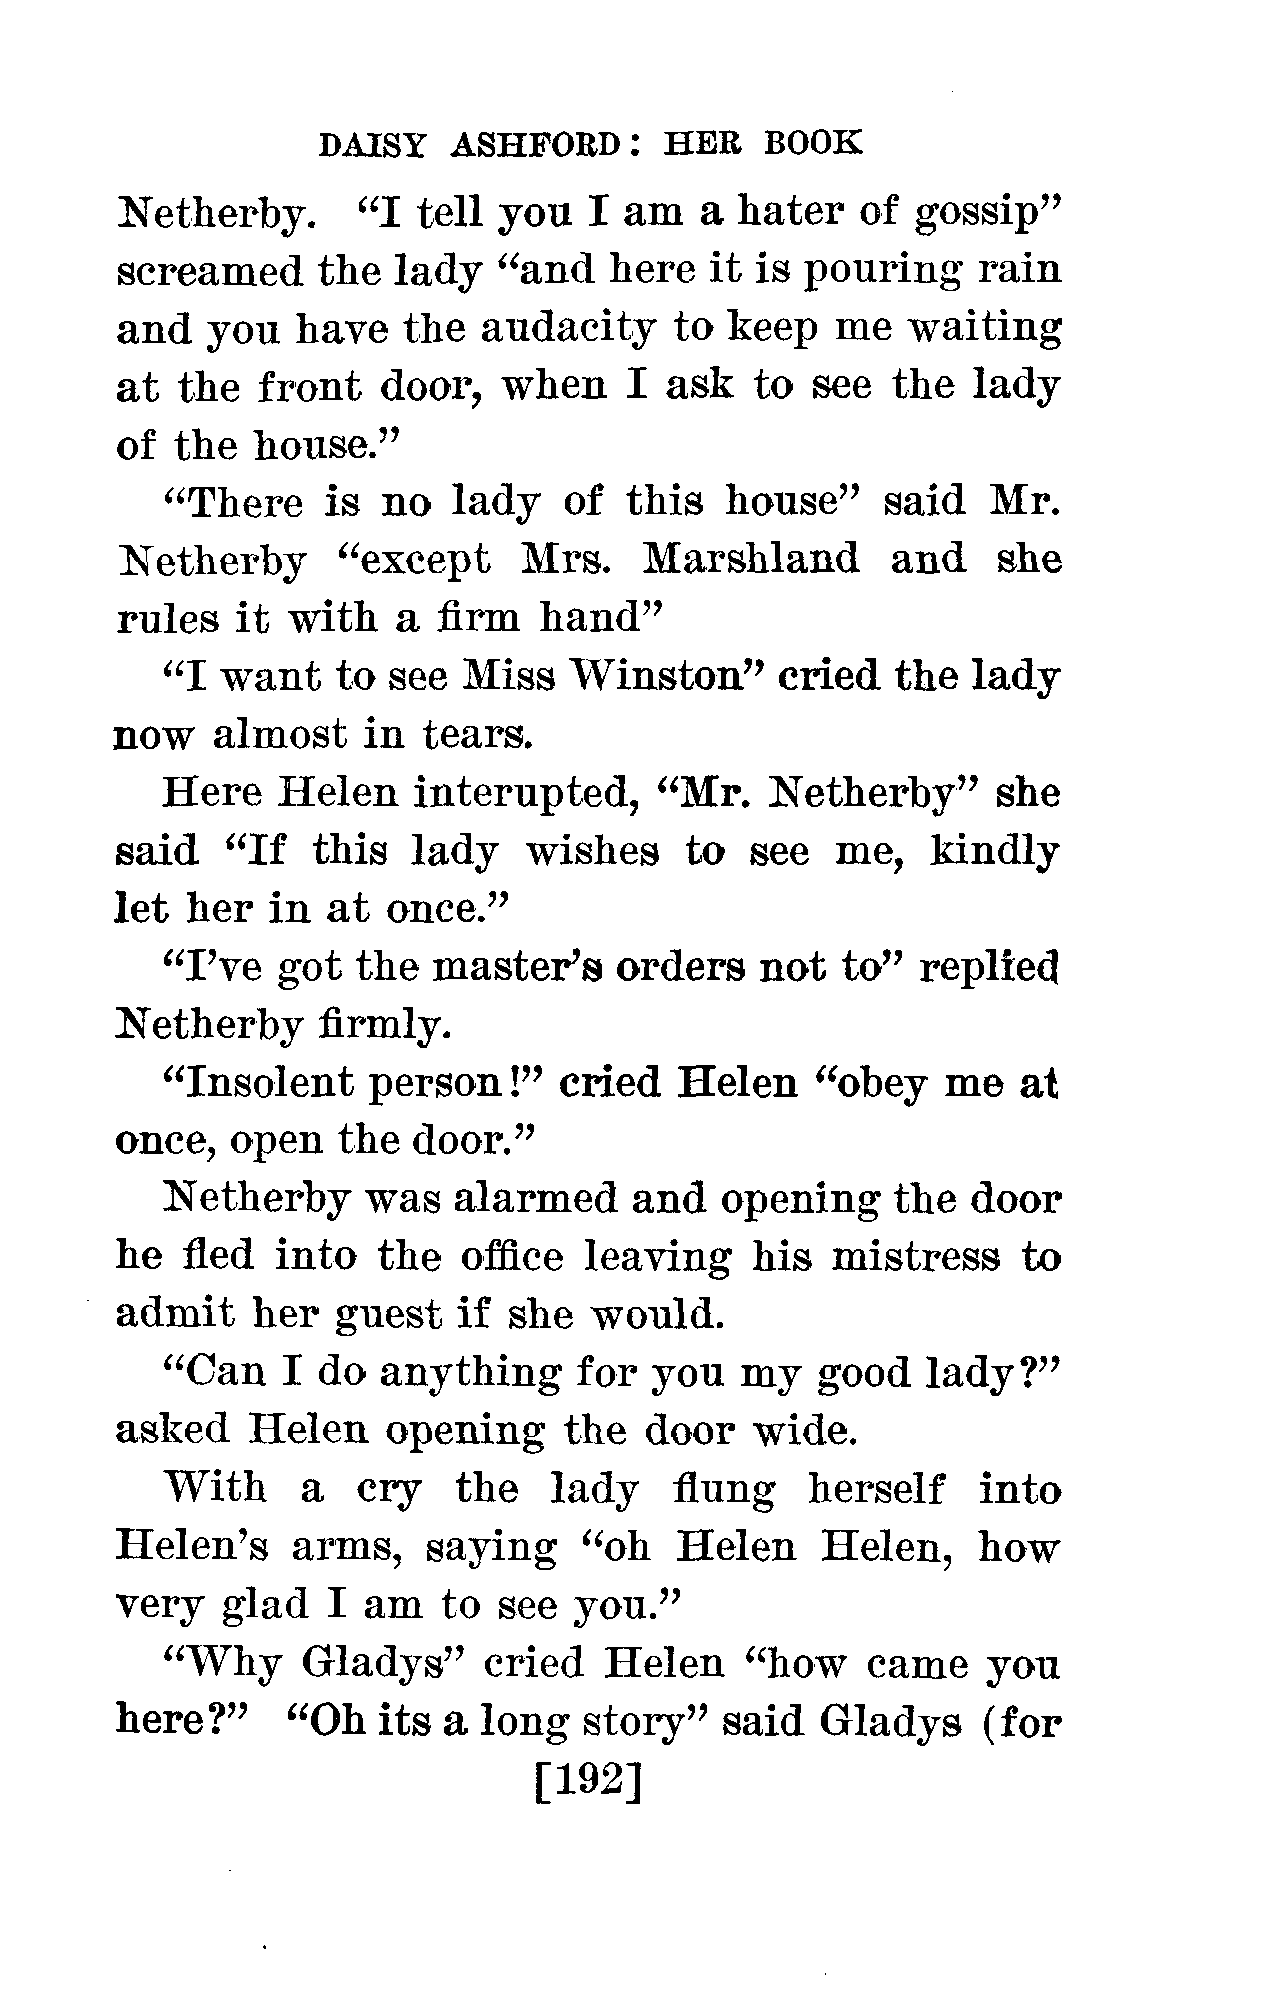 DAISY ASHFORD: HER BOOK
Netherby. “I tell you I am a hater of gossip”
screamed the lady “and here it is pouring rain
and you have the audacity to keep me waiting
at the front door, when I ask to see the lady
of the house.”
“There is no lady of this house” said Mr.
Netherby “except Mrs. Marshland and she
rules it with a firm hand”
“I want to see Miss Winston” cried the lady
now almost in tears.
Here Helen interupted, “Mr. Netherby” she
said “If this lady wishes to see me, kindly
let her in at once.”
“I’ve got the master’s orders not to” replied
Netherby firmly.
“Insolent person!” cried Helen “obey me at
once, open the door.”
Netherby was alarmed and opening the door
he fled into the office leaving his mistress to
admit her guest if she would.
“Can I do anything for you my good lady?”
asked Helen opening the door wide.
With a cry the lady flung herself into
Helen’s arms, saying “oh Helen Helen, how
very glad I am to see you.”
“Why Gladys” cried Helen “how came you
here?” “Oh its a long story” said Gladys (for
[192]